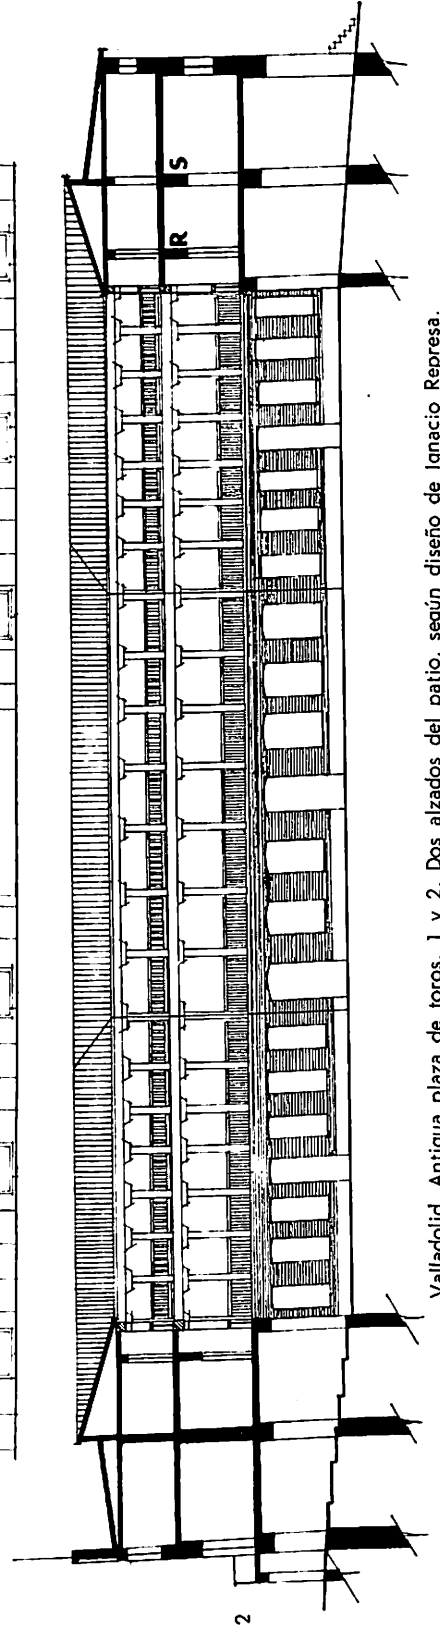 R S
2
Valladolid. Antigua plaza de toros. 1 y 2. Dos alzados del patio, según diseño de Ignacio Represa.